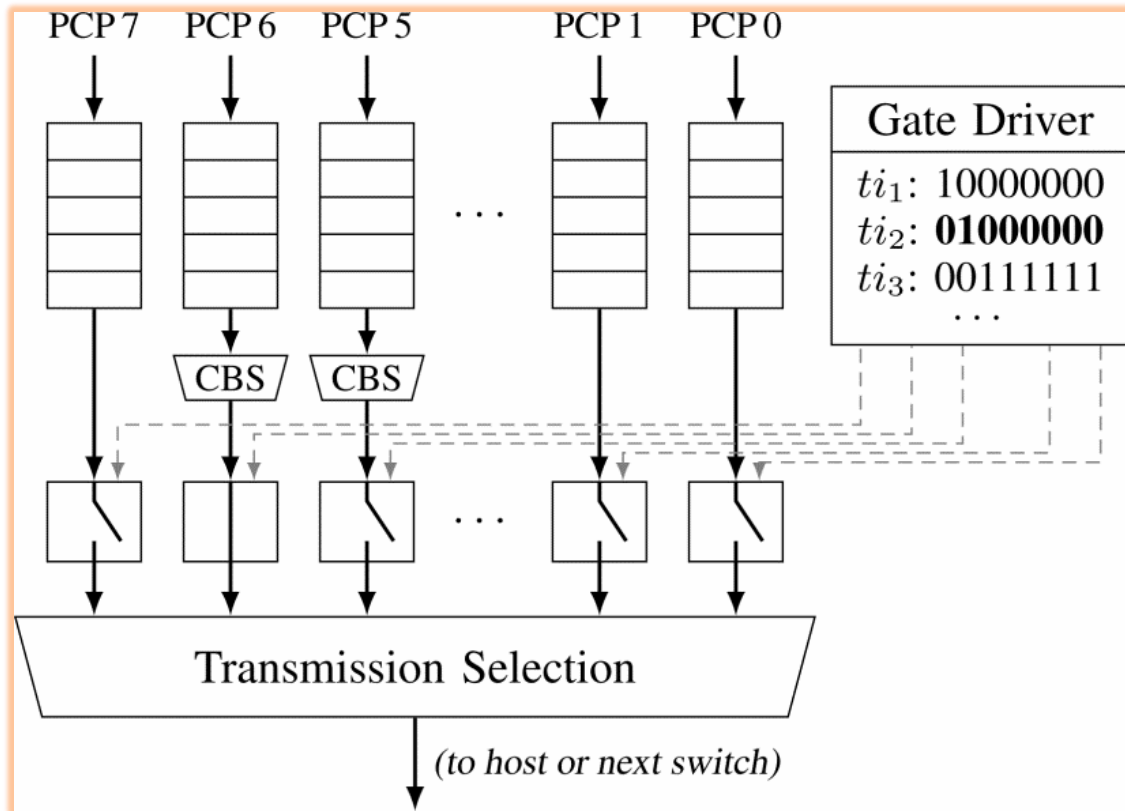 PCP 7 PCP 6 PCP 5 PCP 1 PCP 0
Gate Driver
ti₁: 10000000
. . . ti₂: 01000000
ti₃: 00111111
. . .
CBS CBS
. . .
Transmission Selection
(to host or next switch)